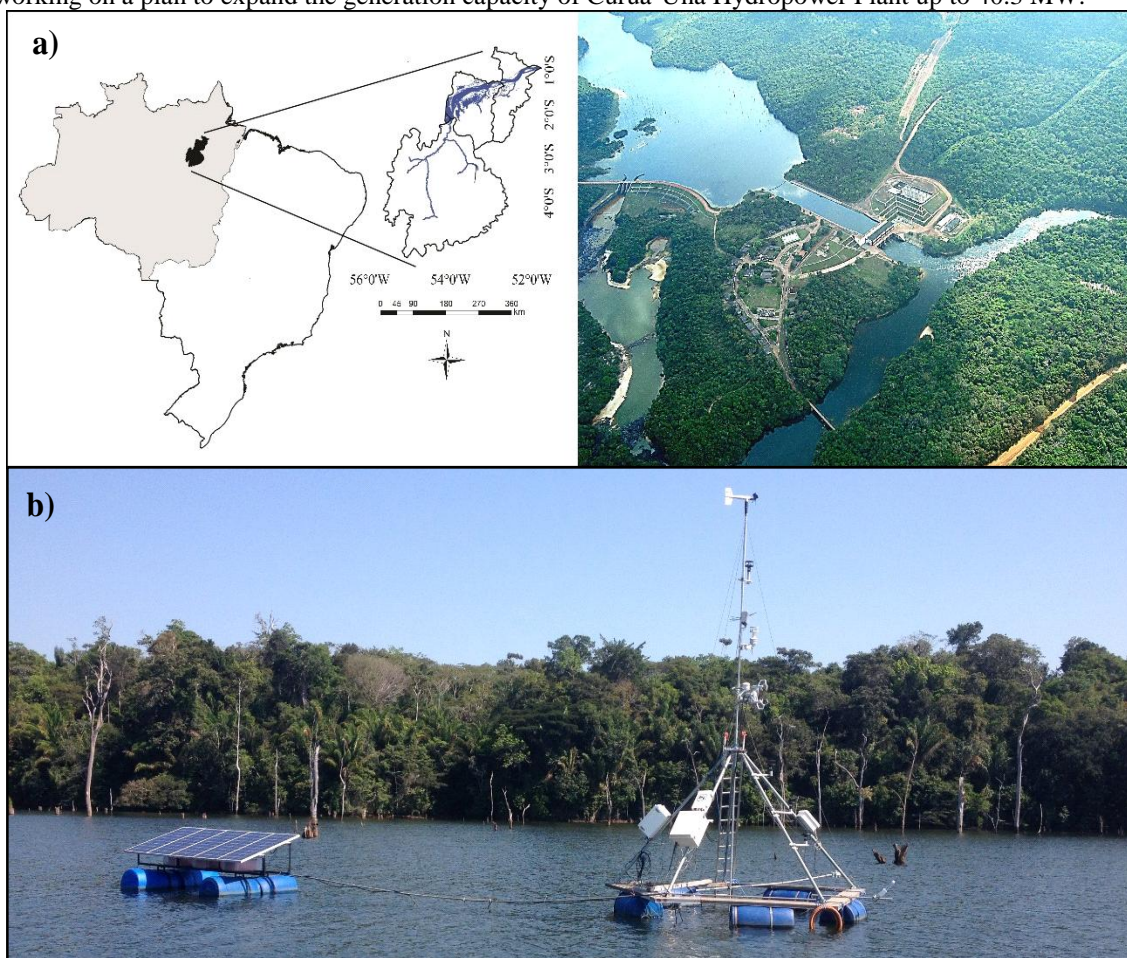 working on a plan to expand the generation capacity of Curua-Una Hydropower Plant up to 40.3 MW.
a)
1°0'S
2°0'S
3°0'S
4°0'S
56°0'W 54°0'W 52°0'W
0 45 90 180 270 360
km
N
b)